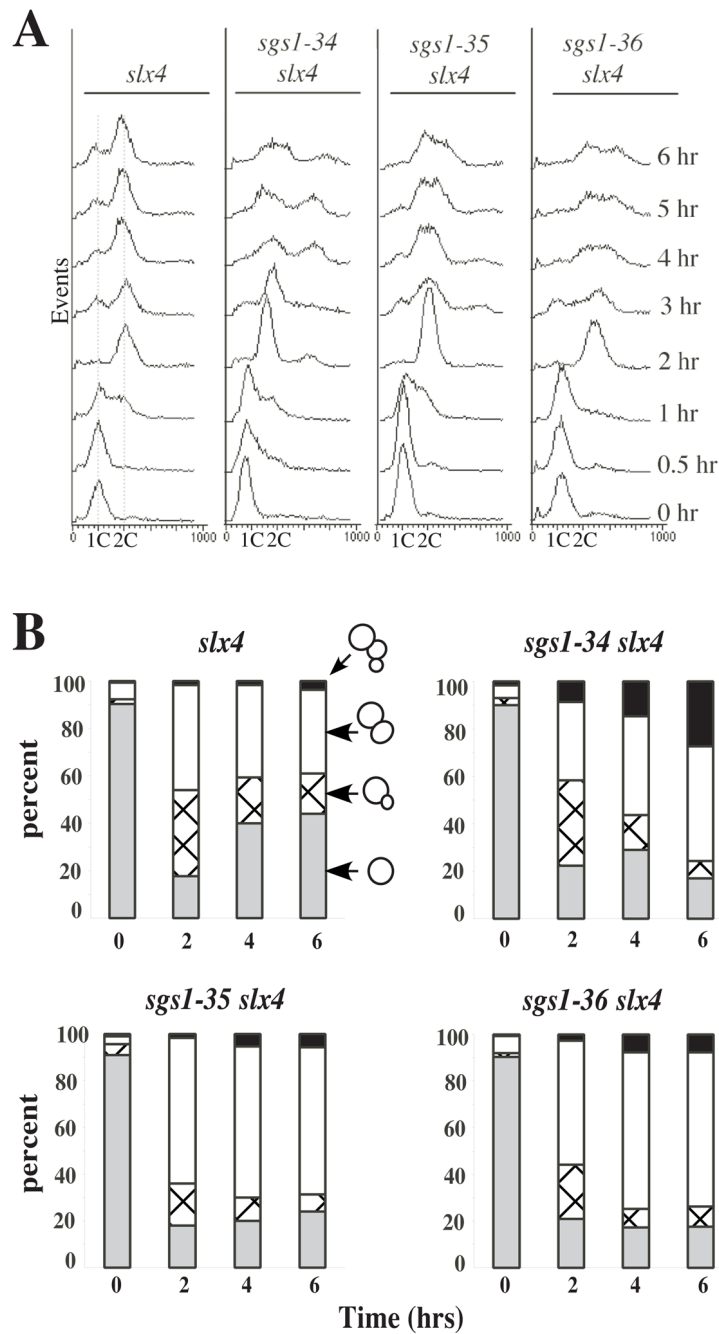 A
slx4
sgs1-34
slx4
sgs1-35
slx4
sgs1-36
slx4
Events
6 hr
5 hr
4 hr
3 hr
2 hr
1 hr
0.5 hr
0 hr
0 1C 2C 1000
0 1C 2C 1000
0 1C 2C 1000
0 1C 2C 1000
B
slx4
percent
100
80
60
40
20
0
0 2 4 6
sgs1-34 slx4
100
80
60
40
20
0
0 2 4 6
sgs1-35 slx4
percent
100
80
60
40
20
0
0 2 4 6
sgs1-36 slx4
100
80
60
40
20
0
0 2 4 6
Time (hrs)